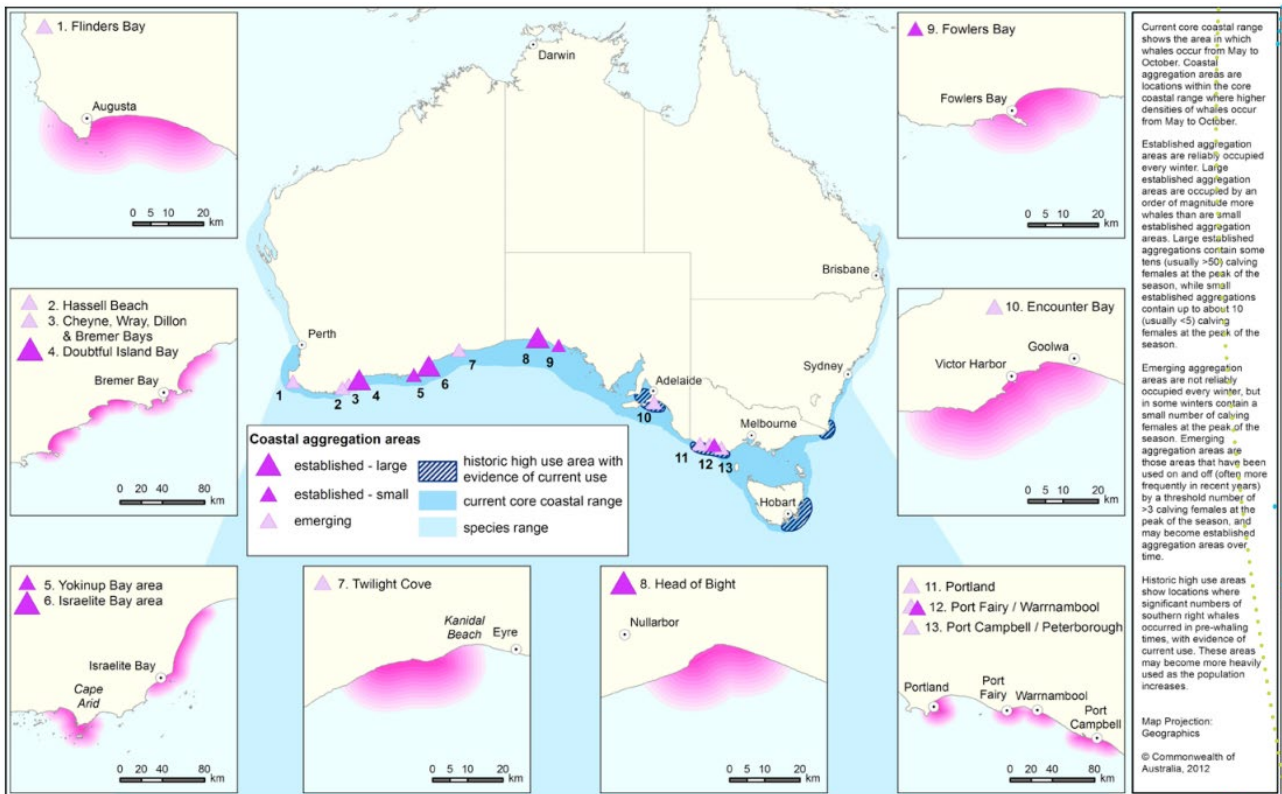 1. Flinders Bay
Augusta
0 5 10 20
km
2. Hassell Beach
3. Cheyne, Wray, Dillon
& Bremer Bays
4. Doubtful Island Bay
Bremer Bay
0 20 40 80
km
5. Yokinup Bay area
6. Israelite Bay area
Israelite Bay
Cape
Arid
0 20 40 80
km
Darwin
Perth
Brisbane
Sydney
Adelaide
Melbourne
Hobart
1
2
3
4
5
6
7
8
9
10
11
12
13
Coastal aggregation areas
established - large
established - small
emerging
historic high use area with
evidence of current use
current core coastal range
species range
7. Twilight Cove
Kanidal
Beach
Eyre
0 5 10 20
km
8. Head of Bight
Nullarbor
0 5 10 20
km
9. Fowlers Bay
Fowlers Bay
0 5 10 20
km
10. Encounter Bay
Goolwa
Victor Harbor
0 5 10 20
km
11. Portland
12. Port Fairy / Warrnambool
13. Port Campbell / Peterborough
Portland
Port
Fairy
Warrnambool
Port
Campbell
0 20 40 80
km
Current core coastal range
shows the area in which
whales occur from May to
October. Coastal
aggregation areas are
locations within the core
coastal range where higher
densities of whales occur
from May to October.
Established aggregation
areas are reliably occupied
every winter. Large
established aggregation
areas are occupied by an
order of magnitude more
whales than are small
established aggregation
areas. Large established
aggregations contain some
tens (usually >50) calving
females at the peak of the
season, while small
established aggregations
contain up to about 10
(usually <5) calving
females at the peak of the
season.
Emerging aggregation
areas are not reliably
occupied every winter, but
in some winters contain a
small number of calving
females at the peak of the
season. Emerging
aggregation areas are
those areas that have been
used on and off (often more
frequently in recent years)
by a threshold number of
>3 calving females at the
peak of the season, and
may become established
aggregation areas over
time.
Historic high use areas
show locations where
significant numbers of
southern right whales
occurred in pre-whaling
times, with evidence of
current use. These areas
may become more heavily
used as the population
increases.
Map Projection:
Geographics
© Commonwealth of
Australia, 2012